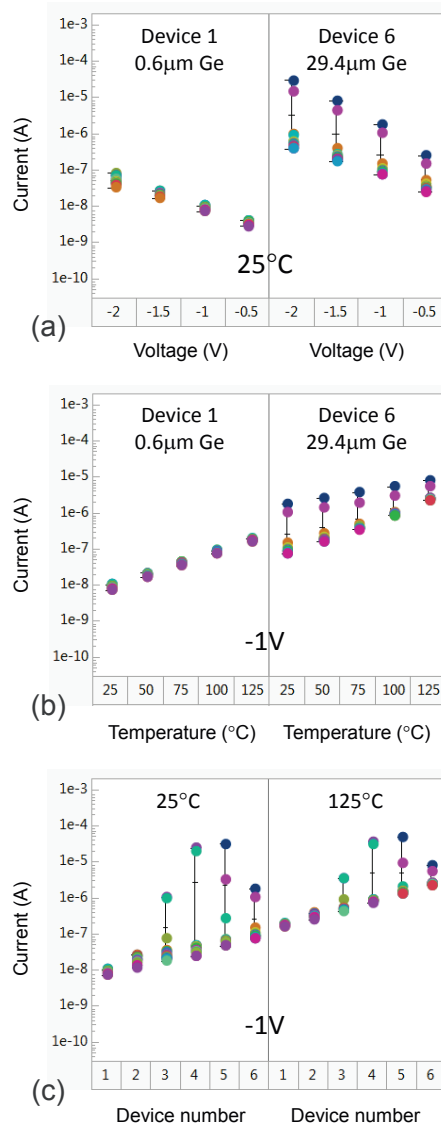 Device 1 Device 6
0.6μm Ge 29.4μm Ge
1e-3
1e-4
1e-5
1e-6
1e-7
1e-8
1e-9
1e-10
Current (A)
25°C
-2 -1.5 -1 -0.5 -2 -1.5 -1 -0.5
(a)
Voltage (V) Voltage (V)
Device 1 Device 6
0.6μm Ge 29.4μm Ge
1e-3
1e-4
1e-5
1e-6
1e-7
1e-8
1e-9
1e-10
Current (A)
-1V
25 50 75 100 125 25 50 75 100 125
(b)
Temperature (°C) Temperature (°C)
25°C 125°C
1e-3
1e-4
1e-5
1e-6
1e-7
1e-8
1e-9
1e-10
Current (A)
-1V
1 2 3 4 5 6 1 2 3 4 5 6
(c)
Device number Device number